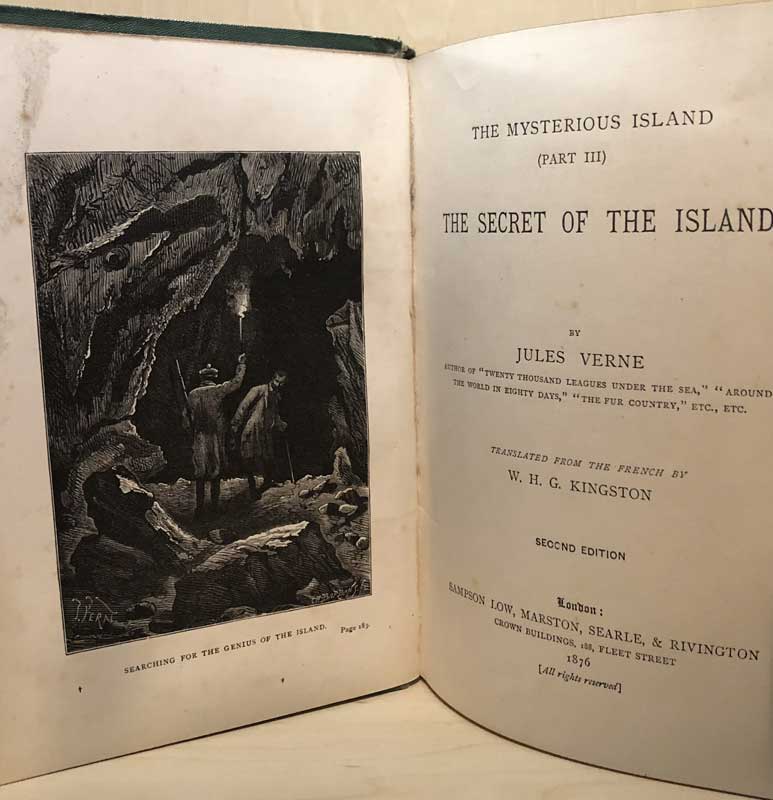 J. FÉRAT
SEARCHING FOR THE GENIUS OF THE ISLAND. Page 183.
THE MYSTERIOUS ISLAND
(PART III)
THE SECRET OF THE ISLAND
BY
JULES VERNE
AUTHOR OF "TWENTY THOUSAND LEAGUES UNDER THE SEA," "AROUND
THE WORLD IN EIGHTY DAYS," "THE FUR COUNTRY," ETC., ETC.
TRANSLATED FROM THE FRENCH BY
W. H. G. KINGSTON
SECOND EDITION
London:
SAMPSON LOW, MARSTON, SEARLE, & RIVINGTON
CROWN BUILDINGS, 188, FLEET STREET
1876
[All rights reserved]